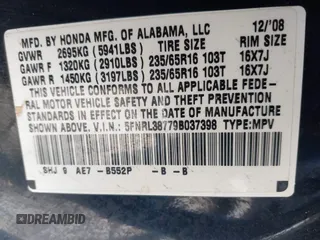 MFD. BY HONDA MFG. OF ALABAMA, LLC 12/'08
GVWR 2695KG (5941LBS) TIRE SIZE RIM SIZE
GAWR F 1320KG (2910LBS) 235/65R16 103T 16X7J
GAWR R 1450KG (3197LBS) 235/65R16 103T 16X7J
THIS VEHICLE CONFORMS TO ALL APPLICABLE FEDE-
RAL MOTOR VEHICLE SAFETY AND THEFT PREVENTION
STANDARDS IN EFFECT ON THE DATE OF MANUFACTURE
SHOWN ABOVE. V.I.N.: 5FNRL38779B037398 TYPE:MPV
BHJ 9 AE7 -B552P -B -B
DREAMBID